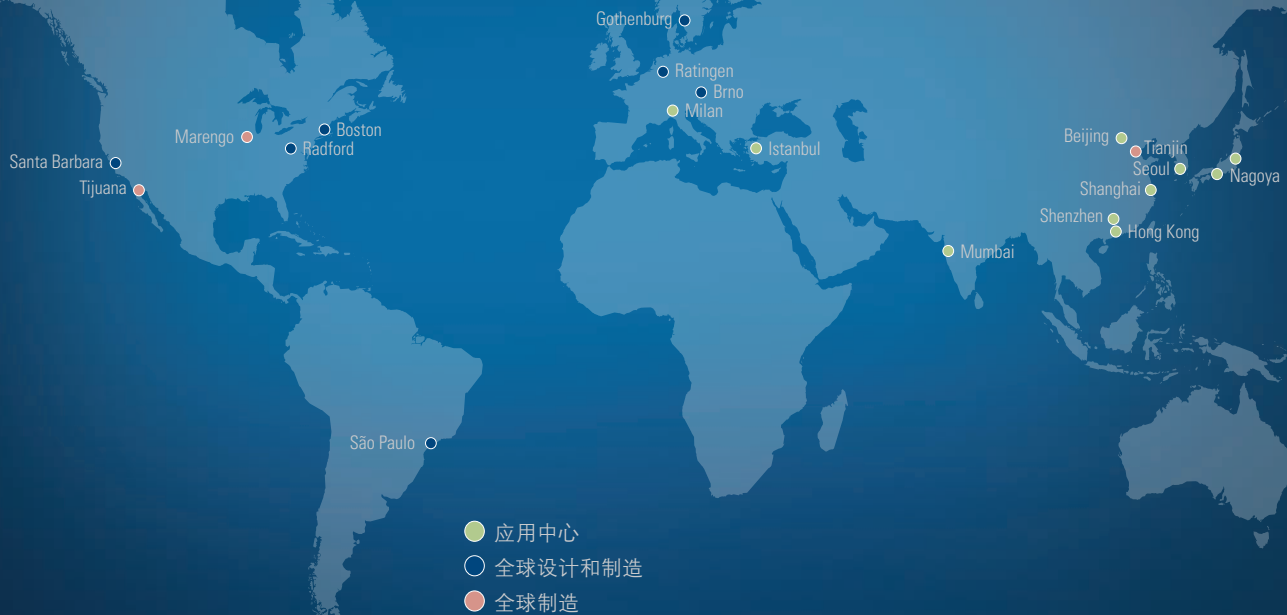 Gothenburg
Ratingen
Brno
Milan
Istanbul
Marengo
Boston
Radford
Santa Barbara
Tijuana
Beijing
Tianjin
Seoul
Nagoya
Shanghai
Shenzhen
Hong Kong
Mumbai
São Paulo
应用中心
全球设计和制造
全球制造